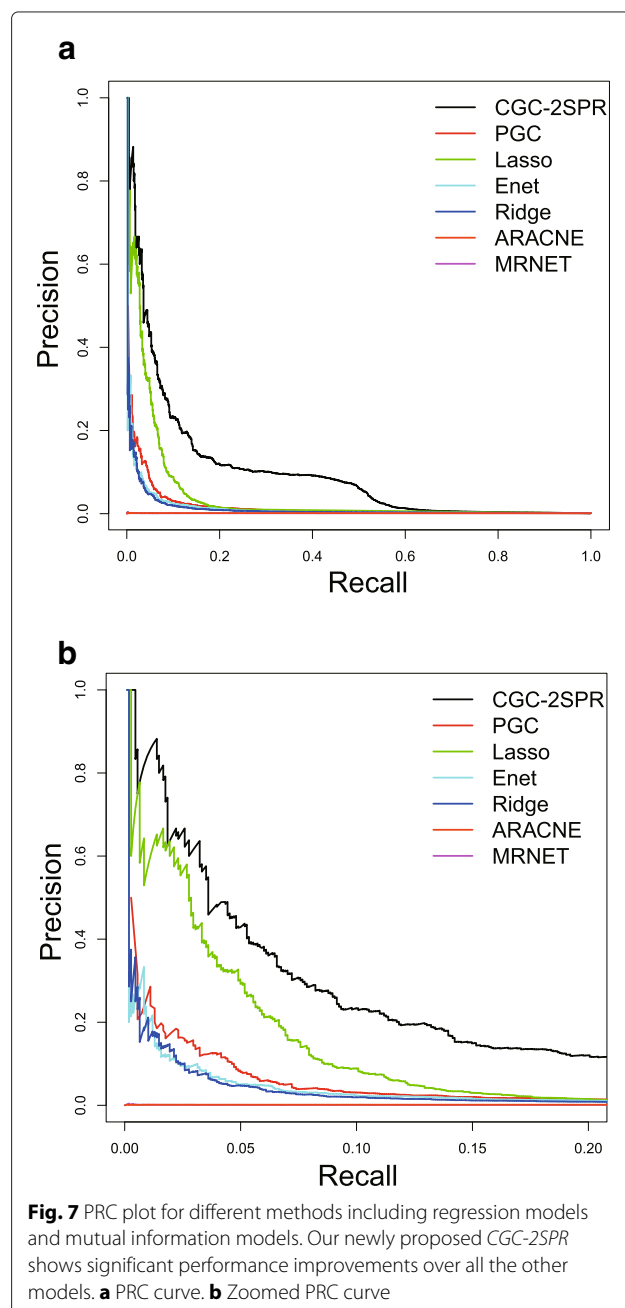 a
1.0
0.8
0.6
0.4
0.2
0.0
Precision
CGC-2SPR
PGC
Lasso
Enet
Ridge
ARACNE
MRNET
0.0 0.2 0.4 0.6 0.8 1.0
Recall
b
1.0
0.8
0.6
0.4
0.2
0.0
Precision
CGC-2SPR
PGC
Lasso
Enet
Ridge
ARACNE
MRNET
0.00 0.05 0.10 0.15 0.20
Recall
Fig. 7 PRC plot for different methods including regression models
and mutual information models. Our newly proposed CGC-2SPR
shows significant performance improvements over all the other
models. a PRC curve. b Zoomed PRC curve